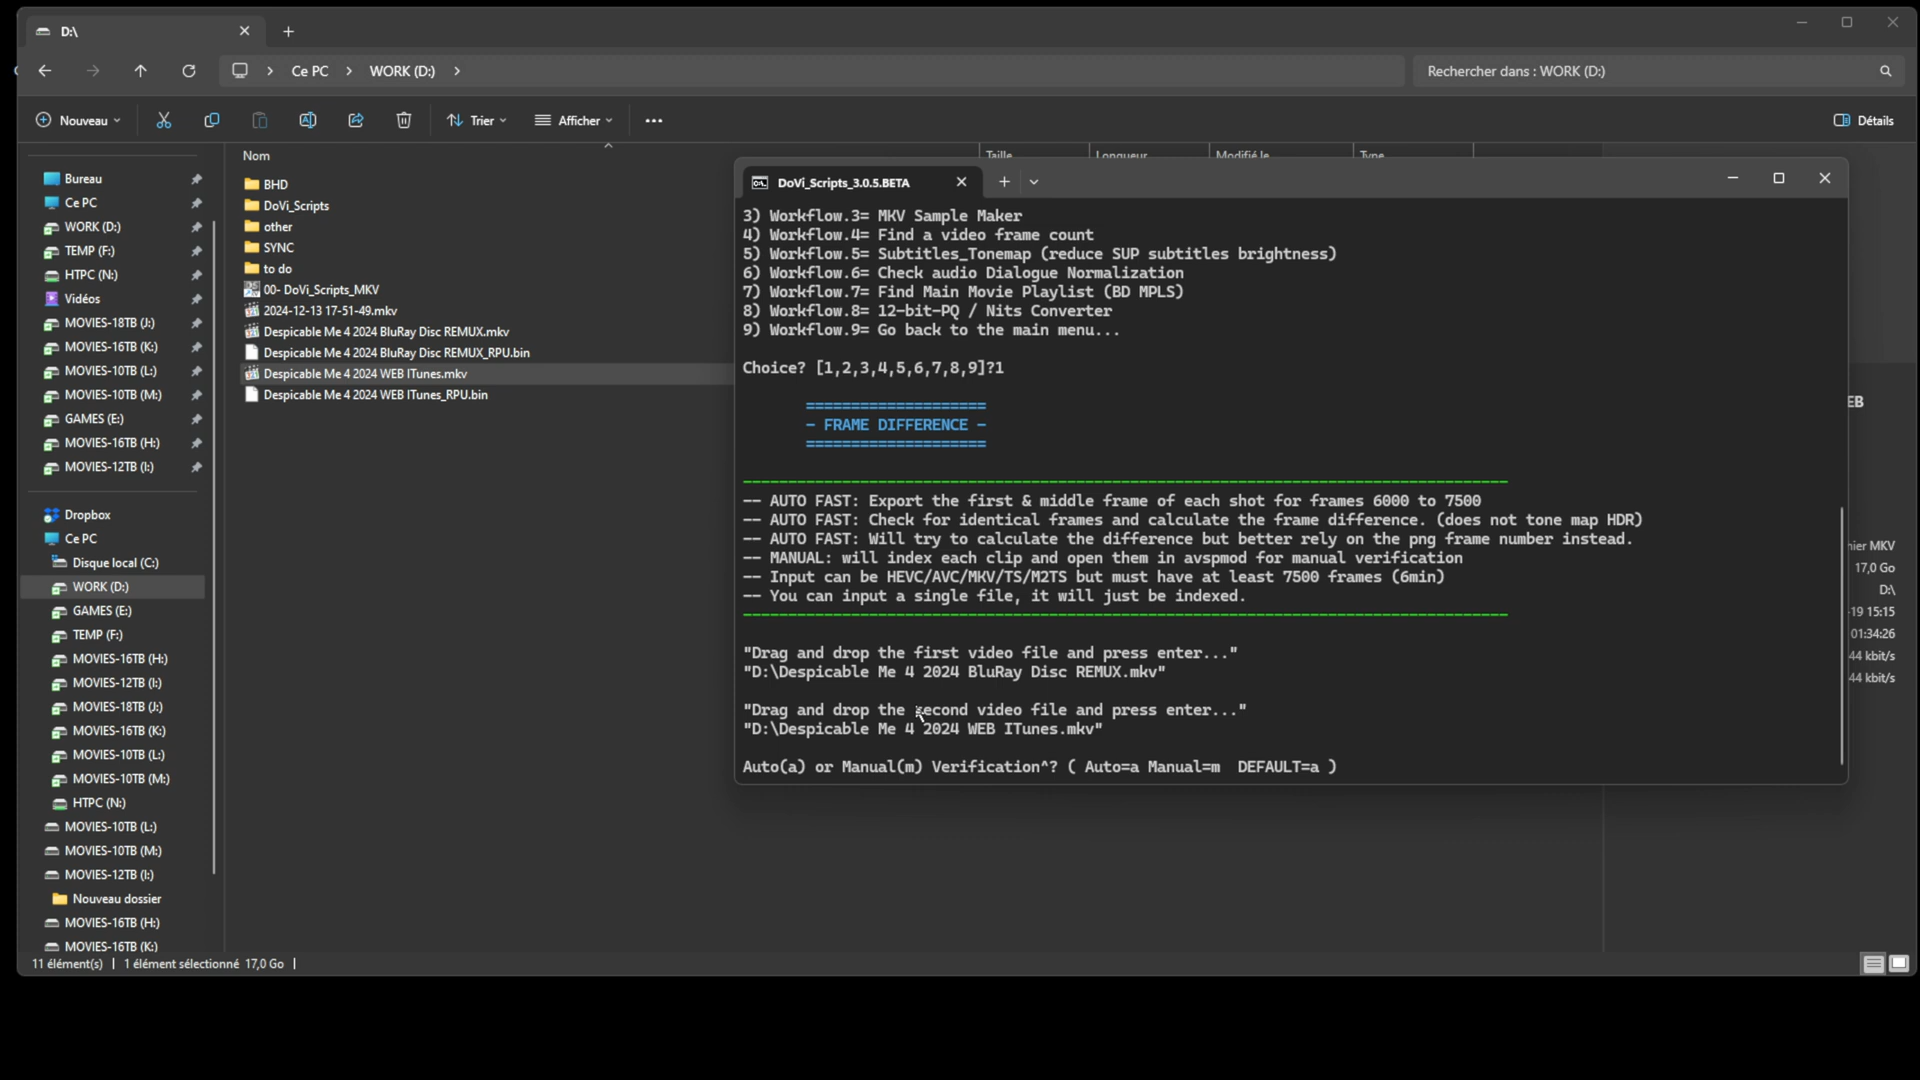 D:\
Ce PC
WORK (D:)
Rechercher dans : WORK (D:)
Nouveau
Trier
Afficher
Détails
Nom
Taille
Longueur
Modifié le
Type
Bureau
Ce PC
WORK (D:)
TEMP (F:)
HTPC (N:)
Vidéos
MOVIES-18TB (J:)
MOVIES-16TB (K:)
MOVIES-10TB (L:)
MOVIES-10TB (M:)
GAMES (E:)
MOVIES-16TB (H:)
MOVIES-12TB (I:)
Dropbox
Ce PC
Disque local (C:)
WORK (D:)
GAMES (E:)
TEMP (F:)
MOVIES-16TB (H:)
MOVIES-12TB (I:)
MOVIES-18TB (J:)
MOVIES-16TB (K:)
MOVIES-10TB (L:)
MOVIES-10TB (M:)
HTPC (N:)
MOVIES-10TB (L:)
MOVIES-10TB (M:)
MOVIES-12TB (I:)
Nouveau dossier
MOVIES-16TB (H:)
MOVIES-16TB (K:)
BHD
DoVi_Scripts
other
SYNC
to do
00- DoVi_Scripts_MKV
2024-12-13 17-51-49.mkv
Despicable Me 4 2024 BluRay Disc REMUX.mkv
Despicable Me 4 2024 BluRay Disc REMUX_RPU.bin
Despicable Me 4 2024 WEB ITunes.mkv
Despicable Me 4 2024 WEB ITunes_RPU.bin
DoVi_Scripts_3.0.5.BETA
3) Workflow.3= MKV Sample Maker
4) Workflow.4= Find a video frame count
5) Workflow.5= Subtitles_Tonemap (reduce SUP subtitles brightness)
6) Workflow.6= Check audio Dialogue Normalization
7) Workflow.7= Find Main Movie Playlist (BD MPLS)
8) Workflow.8= 12-bit-PQ / Nits Converter
9) Workflow.9= Go back to the main menu...
Choice? [1,2,3,4,5,6,7,8,9]?1
====================
- FRAME DIFFERENCE -
====================
-- AUTO FAST: Export the first & middle frame of each shot for frames 6000 to 7500
-- AUTO FAST: Check for identical frames and calculate the frame difference. (does not tone map HDR)
-- AUTO FAST: Will try to calculate the difference but better rely on the png frame number instead.
-- MANUAL: will index each clip and open them in avspmod for manual verification
-- Input can be HEVC/AVC/MKV/TS/M2TS but must have at least 7500 frames (6min)
-- You can input a single file, it will just be indexed.
"Drag and drop the first video file and press enter..."
"D:\Despicable Me 4 2024 BluRay Disc REMUX.mkv"
"Drag and drop the second video file and press enter..."
"D:\Despicable Me 4 2024 WEB ITunes.mkv"
Auto(a) or Manual(m) Verification^? ( Auto=a Manual=m  DEFAULT=a )
EB
hier MKV
17,0 Go
D:\
-19 15:15
01:34:26
44 kbit/s
44 kbit/s
11 élément(s)
1 élément sélectionné 17,0 Go